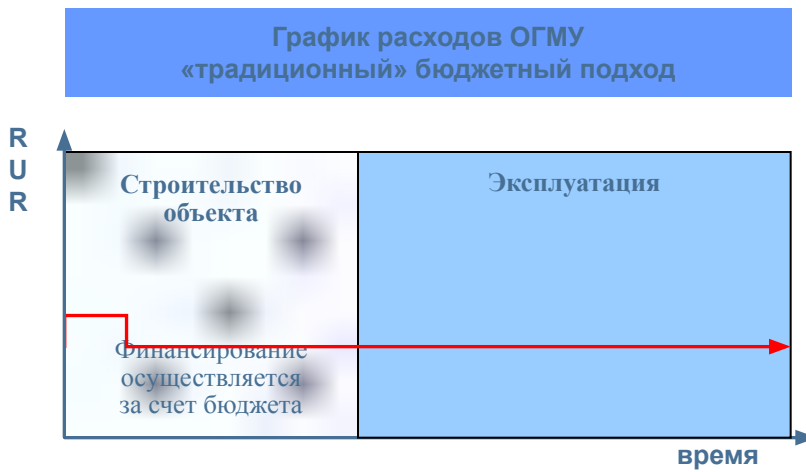 График расходов ОГМУ
«традиционный» бюджетный подход
R
U
R
Строительство
объекта
Эксплуатация
Финансирование
осуществляется
за счет бюджета
время